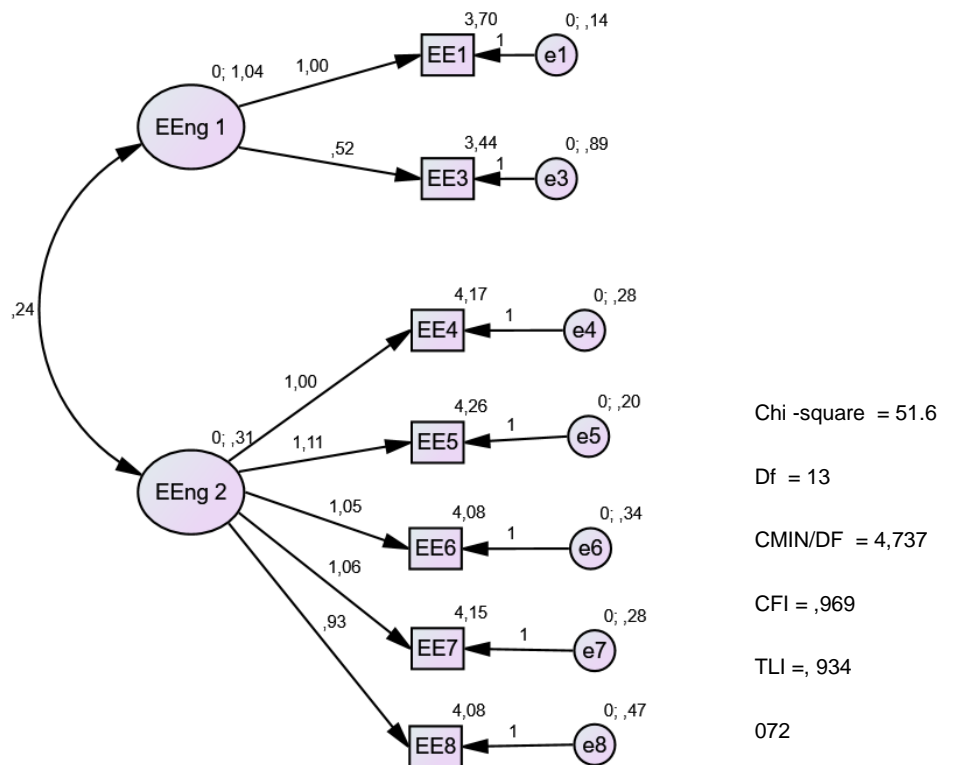 3,70
0; ,14
EE1
1
e1
0; 1,04
1,00
EEng 1
,52
3,44
0; ,89
EE3
1
e3
,24
4,17
0; ,28
EE4
1
e4
1,00
0; ,31
4,26
0; ,20
1,11
EE5
1
e5
EEng 2
1,05
4,08
0; ,34
EE6
1
e6
1,06
4,15
0; ,28
EE7
1
e7
,93
4,08
0; ,47
EE8
1
e8
Chi -square = 51.6
Df = 13
CMIN/DF = 4,737
CFI = ,969
TLI =, 934
072